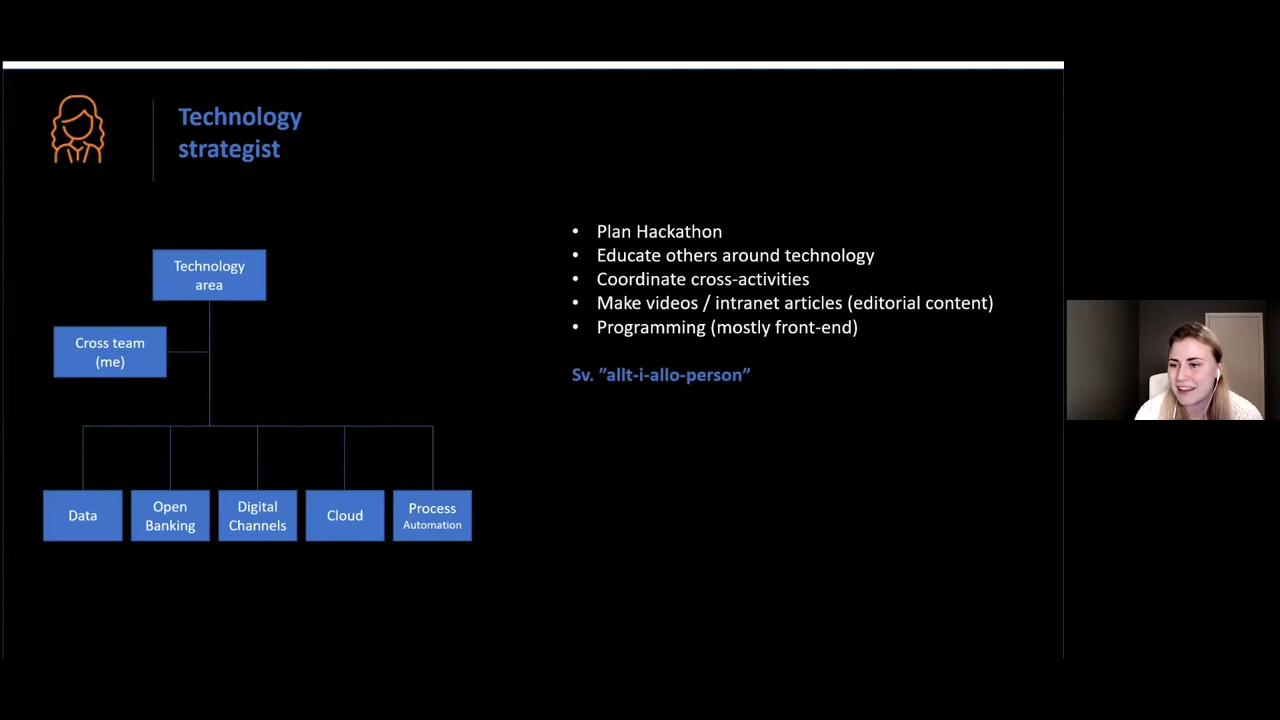 Technology
strategist
Technology
area
Cross team
(me)
Data
Open
Banking
Digital
Channels
Cloud
Process
Automation
• Plan Hackathon
• Educate others around technology
• Coordinate cross-activities
• Make videos / intranet articles (editorial content)
• Programming (mostly front-end)
Sv. ”allt-i-allo-person”